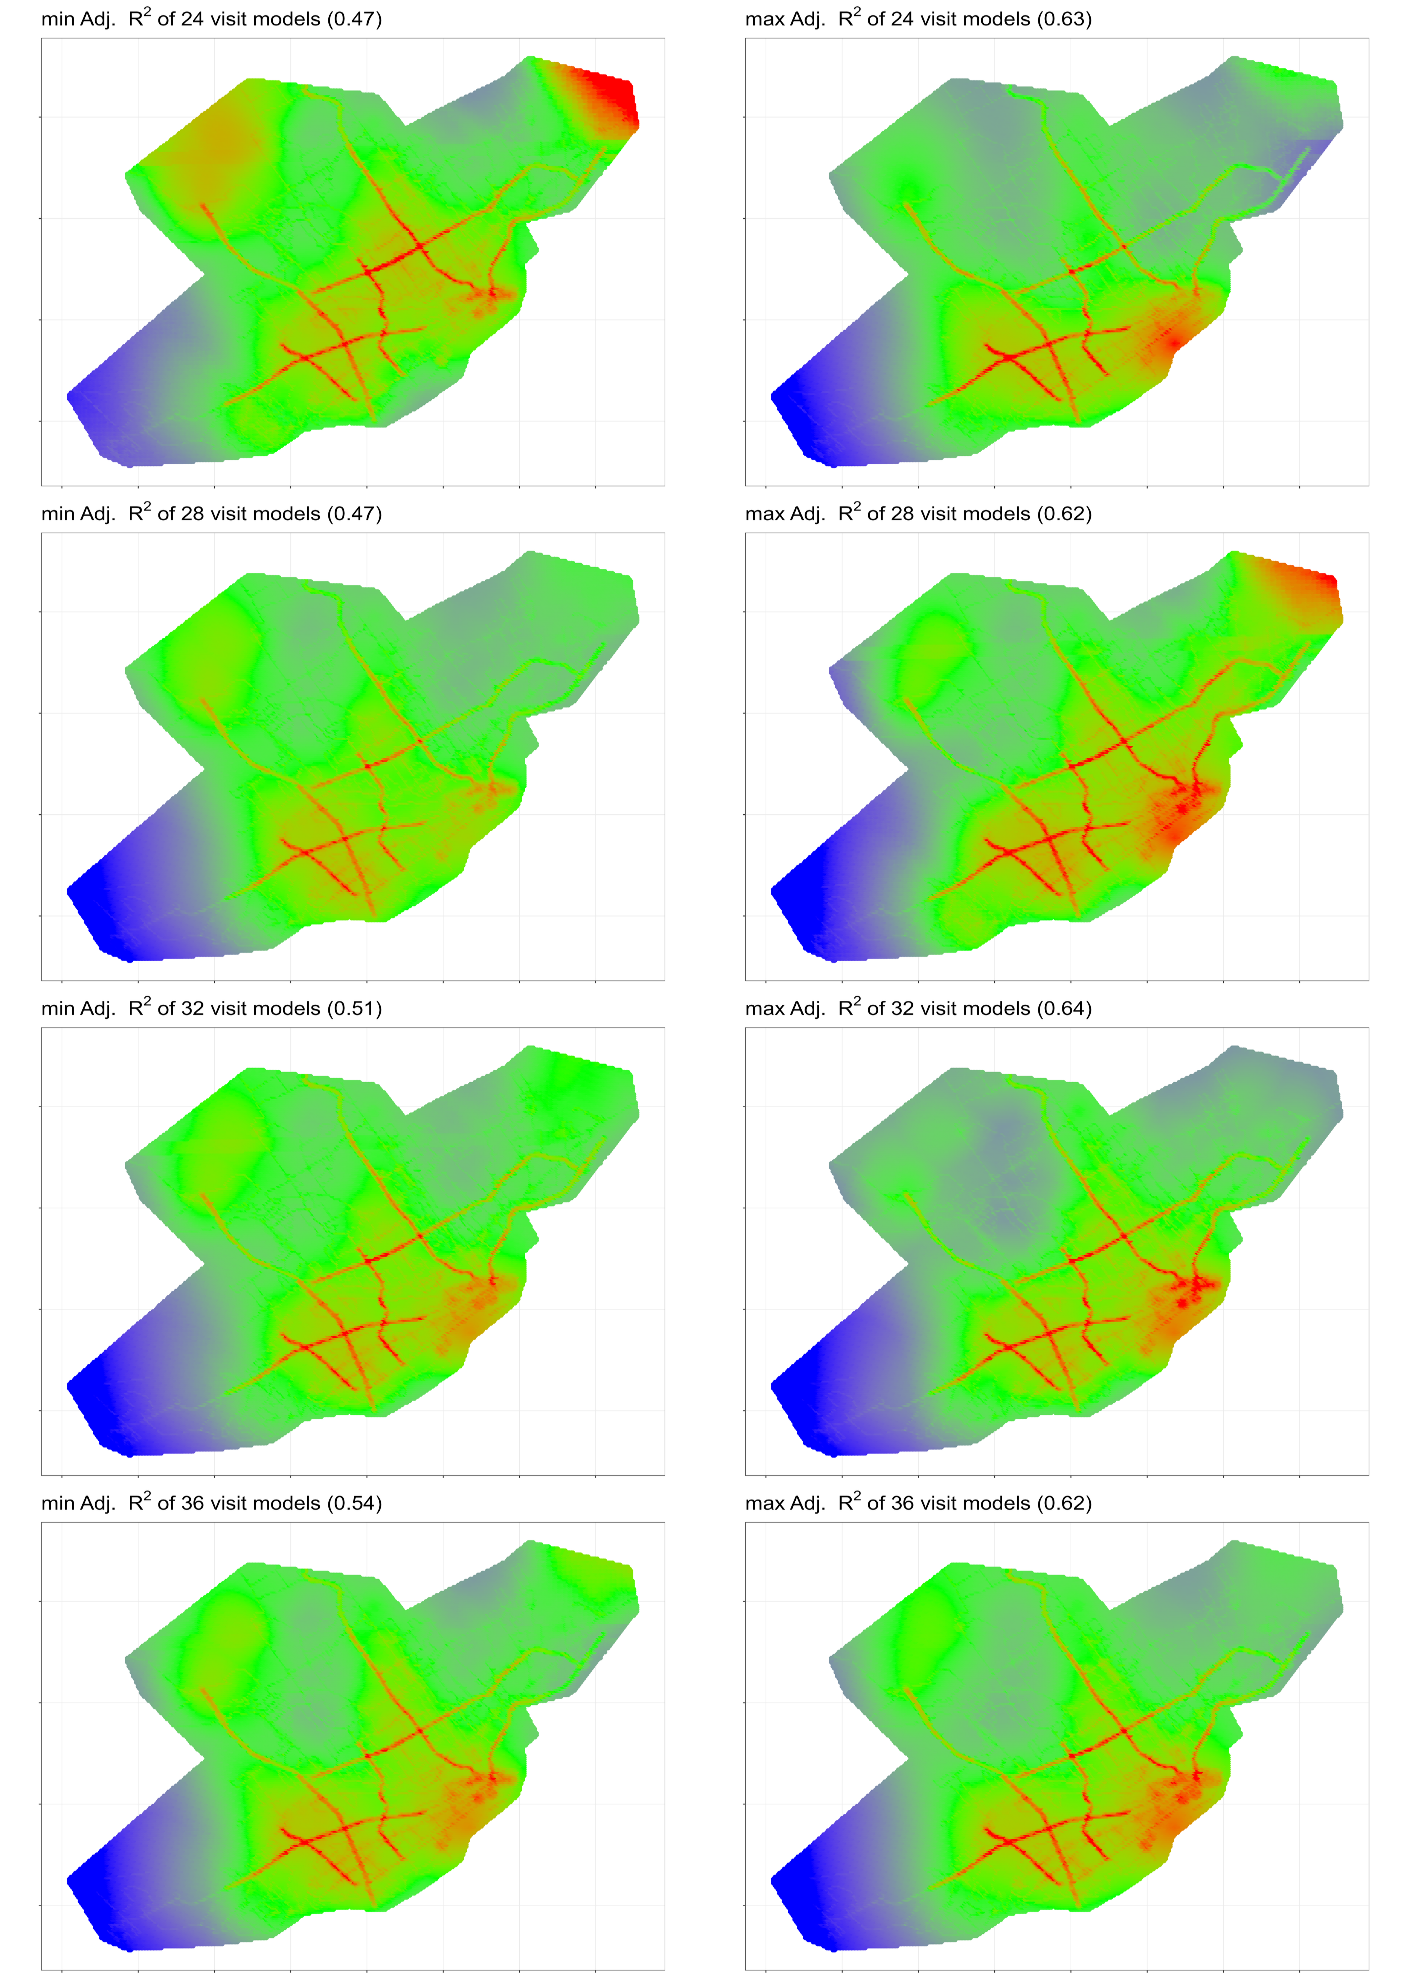 min Adj. R² of 24 visit models (0.47)
max Adj. R² of 24 visit models (0.63)
min Adj. R² of 28 visit models (0.47)
max Adj. R² of 28 visit models (0.62)
min Adj. R² of 32 visit models (0.51)
max Adj. R² of 32 visit models (0.64)
min Adj. R² of 36 visit models (0.54)
max Adj. R² of 36 visit models (0.62)